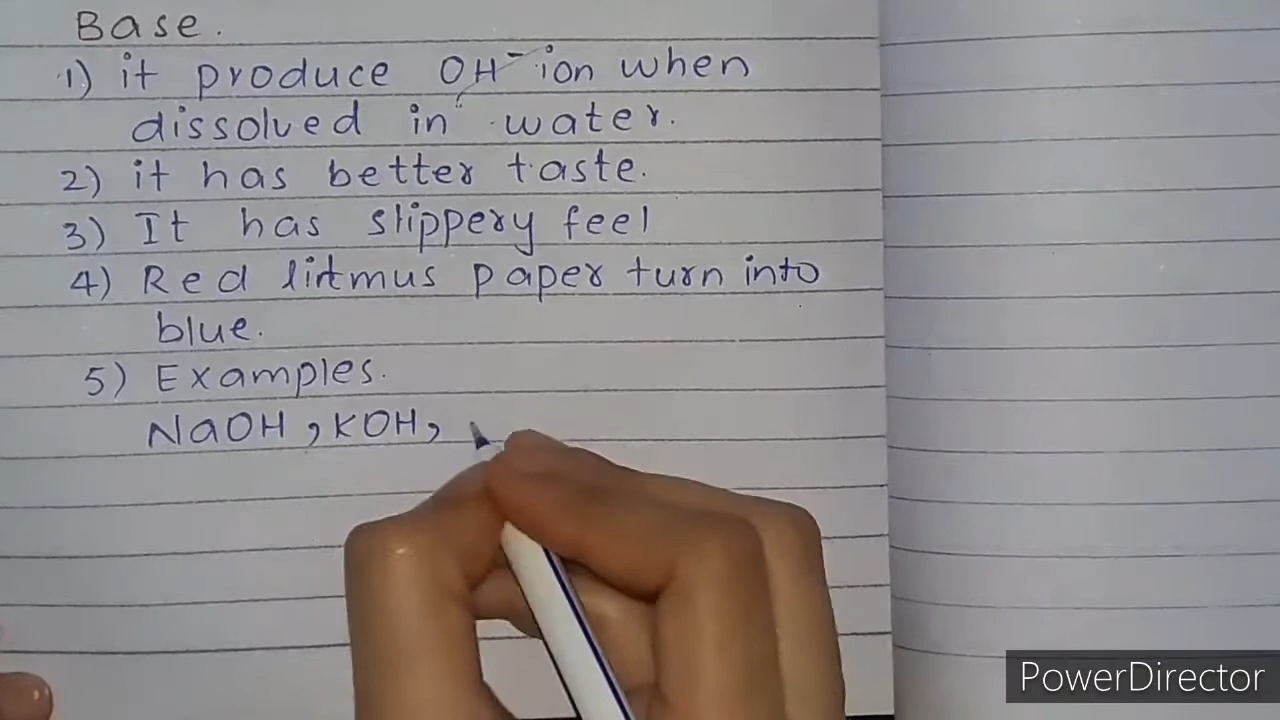 Base.
1) it produce OH⁻ ion when
dissolved in water.
2) it has better taste.
3) It has slippery feel
4) Red litmus paper turn into
blue.
5) Examples.
NaOH, KOH,
PowerDirector